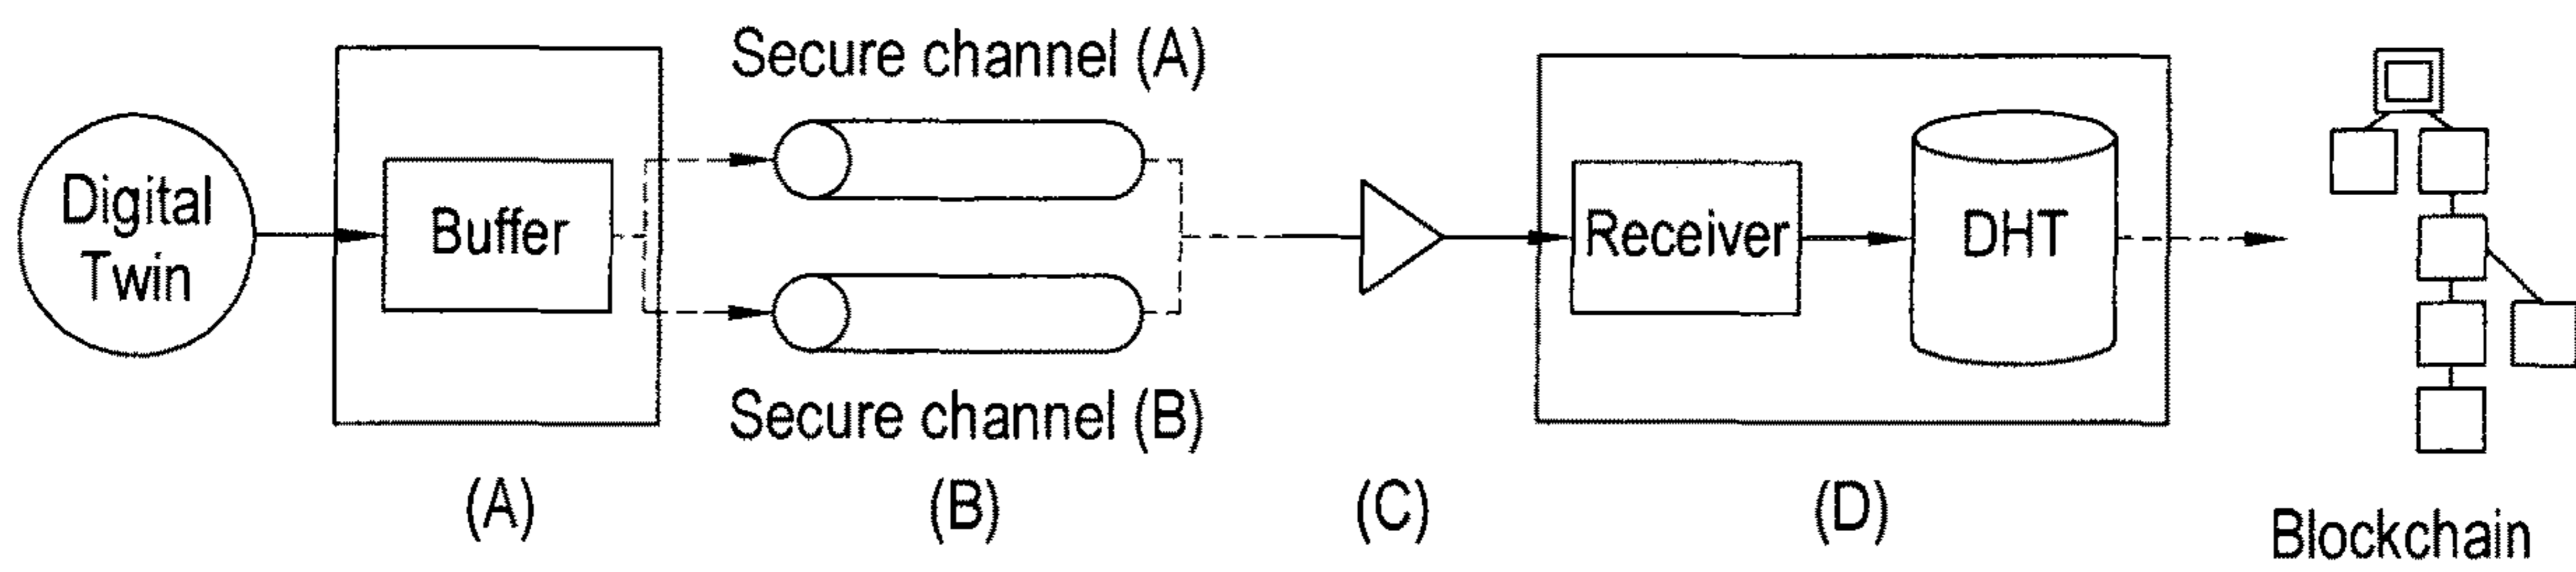 Secure channel (A)
Digital
Twin
Buffer
Receiver
DHT
Secure channel (B)
(A)
(B)
(C)
(D)
Blockchain